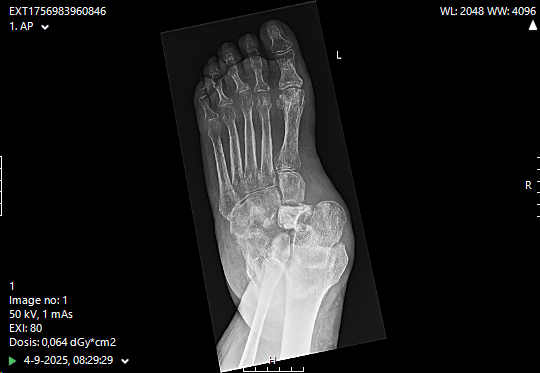 EXT1756983960846
WL: 2048 WW: 4096
1. AP
L
R
1
Image no: 1
50 kV, 1 mAs
EXI: 80
Dosis: 0,064 dGy*cm2
4-9-2025, 08:29:29
H